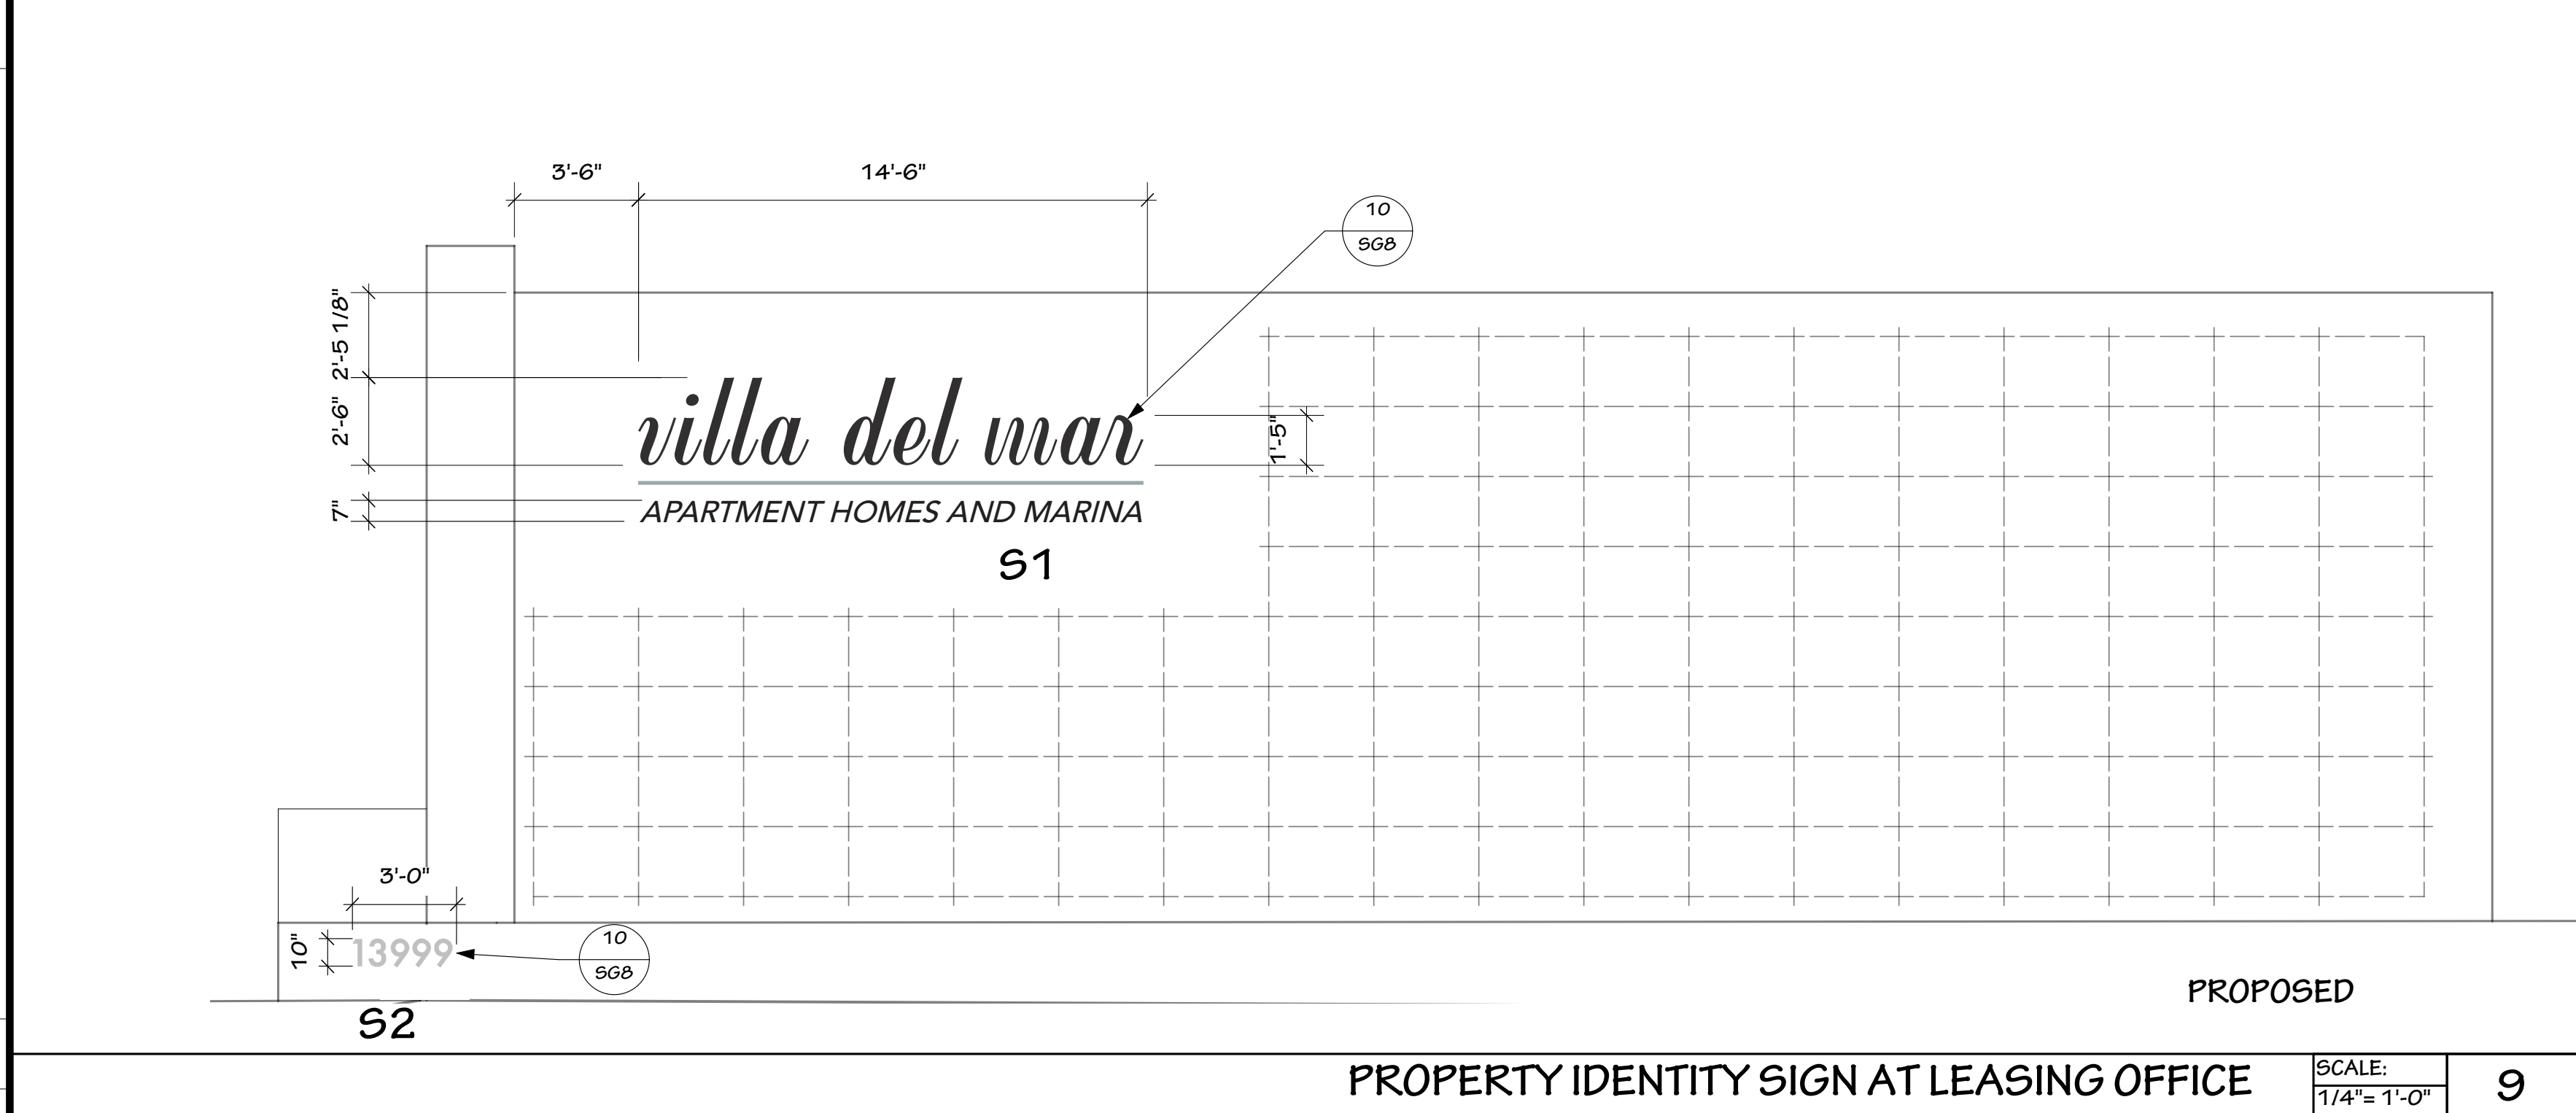 3'-6" 14'-6"
10
SG8
2'-5 1/8"
2'-6"
7"
villa del mar
1'-5"
APARTMENT HOMES AND MARINA
S1
3'-0"
10"
13999
10
SG8
S2
PROPOSED
PROPERTY IDENTITY SIGN AT LEASING OFFICE
SCALE:
1/4"= 1'-0"
9